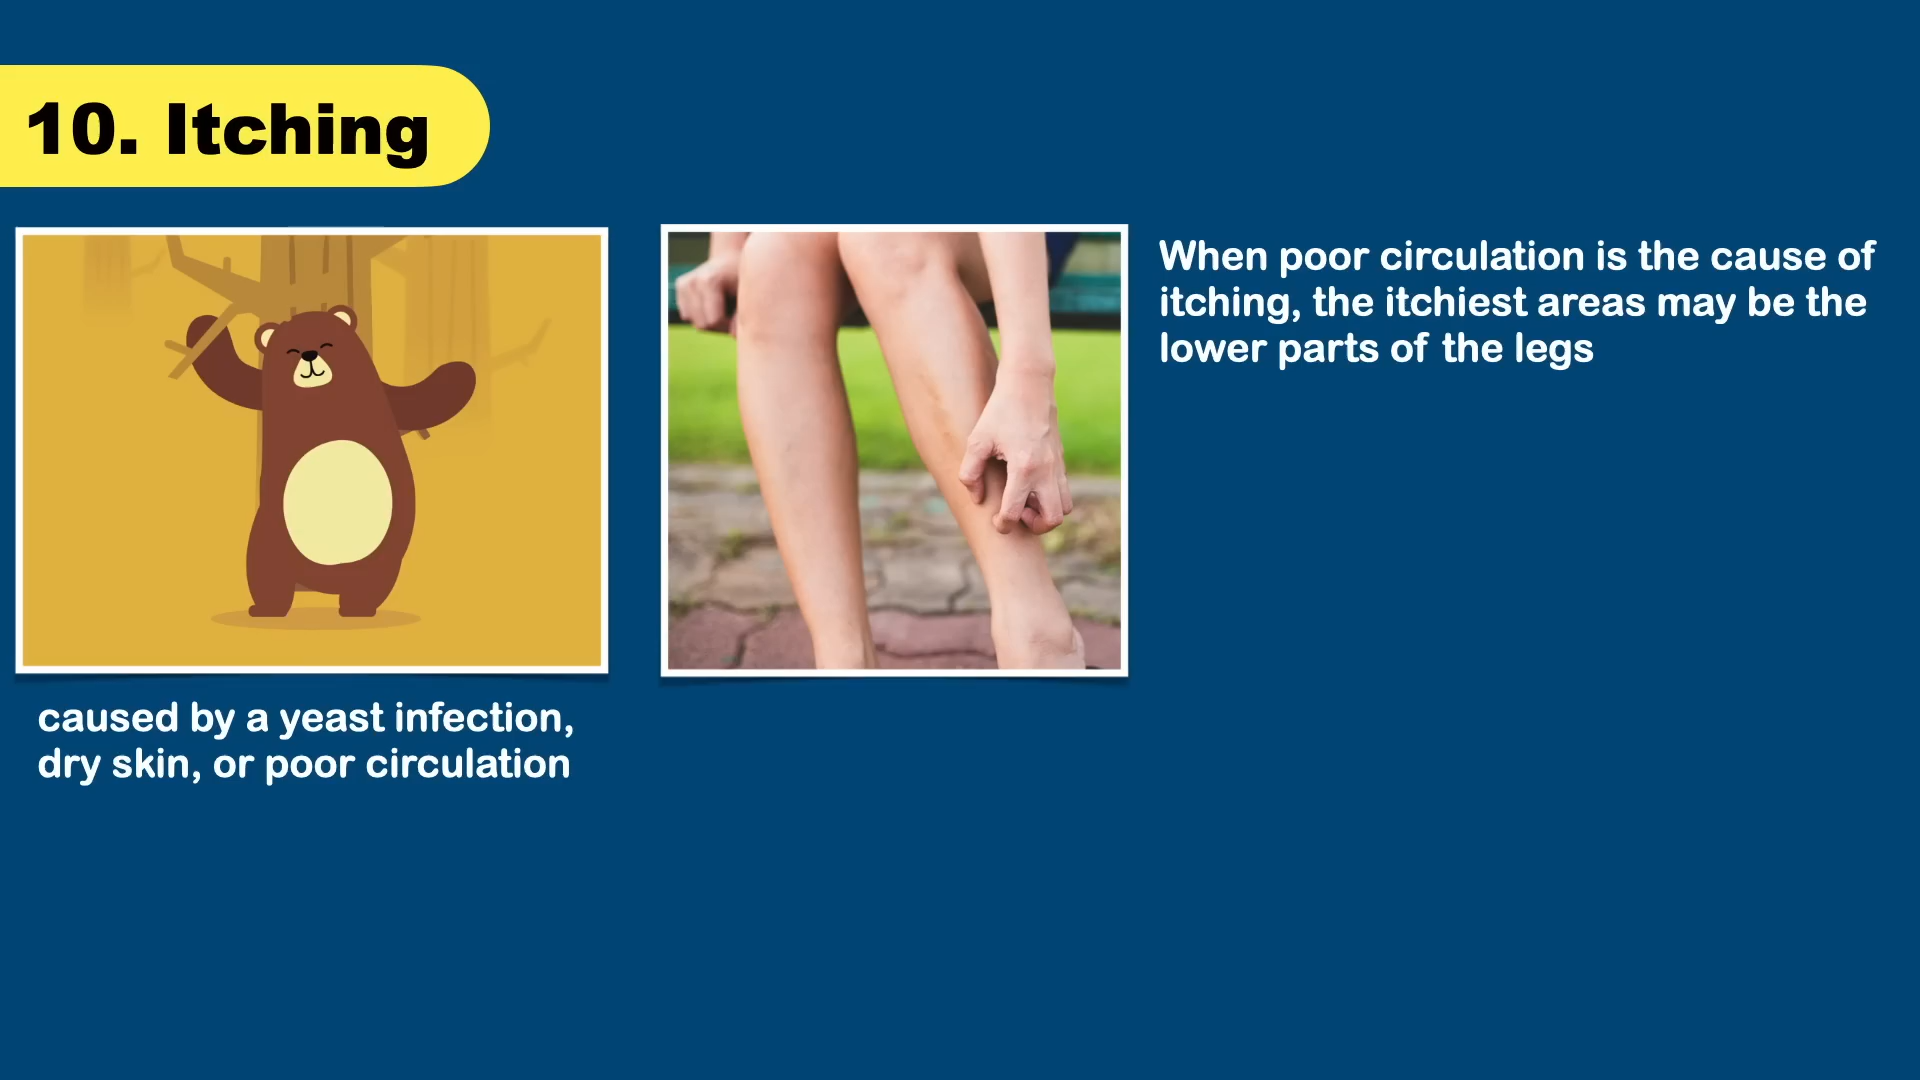 10. Itching
caused by a yeast infection,
dry skin, or poor circulation
When poor circulation is the cause of
itching, the itchiest areas may be the
lower parts of the legs